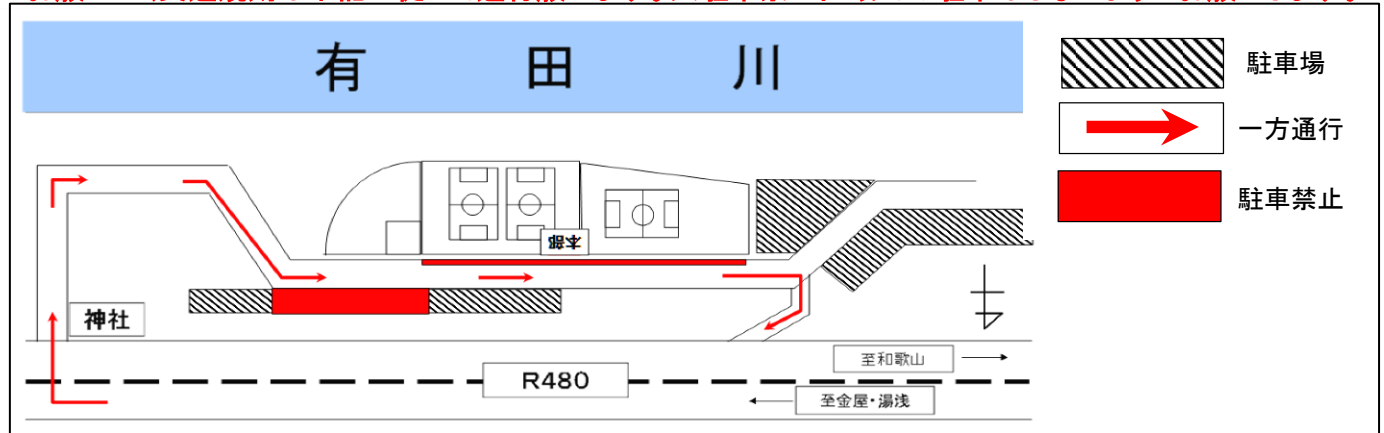 有 田 川
駐車場
一方通行
駐車禁止
本部
神社
至和歌山
R480
至金屋・湯浅